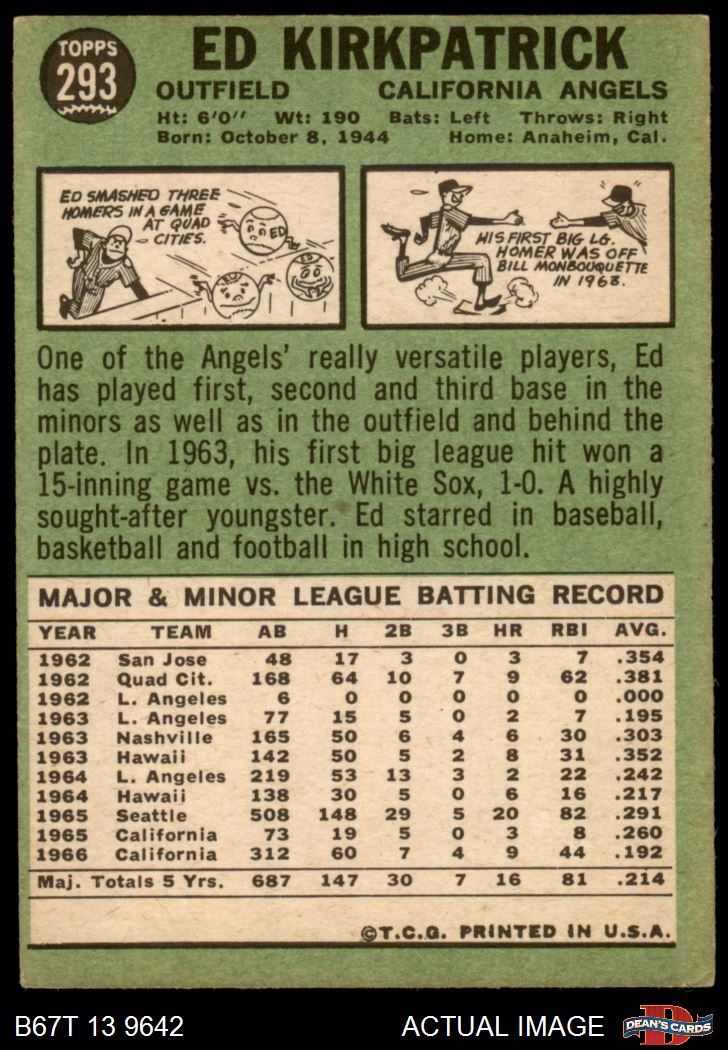 TOPPS
293
ED KIRKPATRICK
OUTFIELD CALIFORNIA ANGELS
Ht: 6'0" Wt: 190 Bats: Left Throws: Right
Born: October 8, 1944 Home: Anaheim, Cal.
ED SMASHED THREE
HOMERS IN A GAME
AT QUAD
CITIES.
ED
HIS FIRST BIG LG.
HOMER WAS OFF
BILL MONBOUQUETTE
IN 1963.
One of the Angels' really versatile players, Ed
has played first, second and third base in the
minors as well as in the outfield and behind the
plate. In 1963, his first big league hit won a
15-inning game vs. the White Sox, 1-0. A highly
sought-after youngster. Ed starred in baseball,
basketball and football in high school.
MAJOR & MINOR LEAGUE BATTING RECORD
YEAR TEAM AB H 2B 3B HR RBI AVG.
1962 San Jose 48 17 3 0 3 7 .354
1962 Quad Cit. 168 64 10 7 9 62 .381
1962 L. Angeles 6 0 0 0 0 0 .000
1963 L. Angeles 77 15 5 0 2 7 .195
1963 Nashville 165 50 6 4 6 30 .303
1963 Hawaii 142 50 5 2 8 31 .352
1964 L. Angeles 219 53 13 3 2 22 .242
1964 Hawaii 138 30 5 0 6 16 .217
1965 Seattle 508 148 29 5 20 82 .291
1965 California 73 19 5 0 3 8 .260
1966 California 312 60 7 4 9 44 .192
Maj. Totals 5 Yrs. 687 147 30 7 16 81 .214
©T.C.G. PRINTED IN U.S.A.
B67T 13 9642 ACTUAL IMAGE
D
DEAN'S CARDS